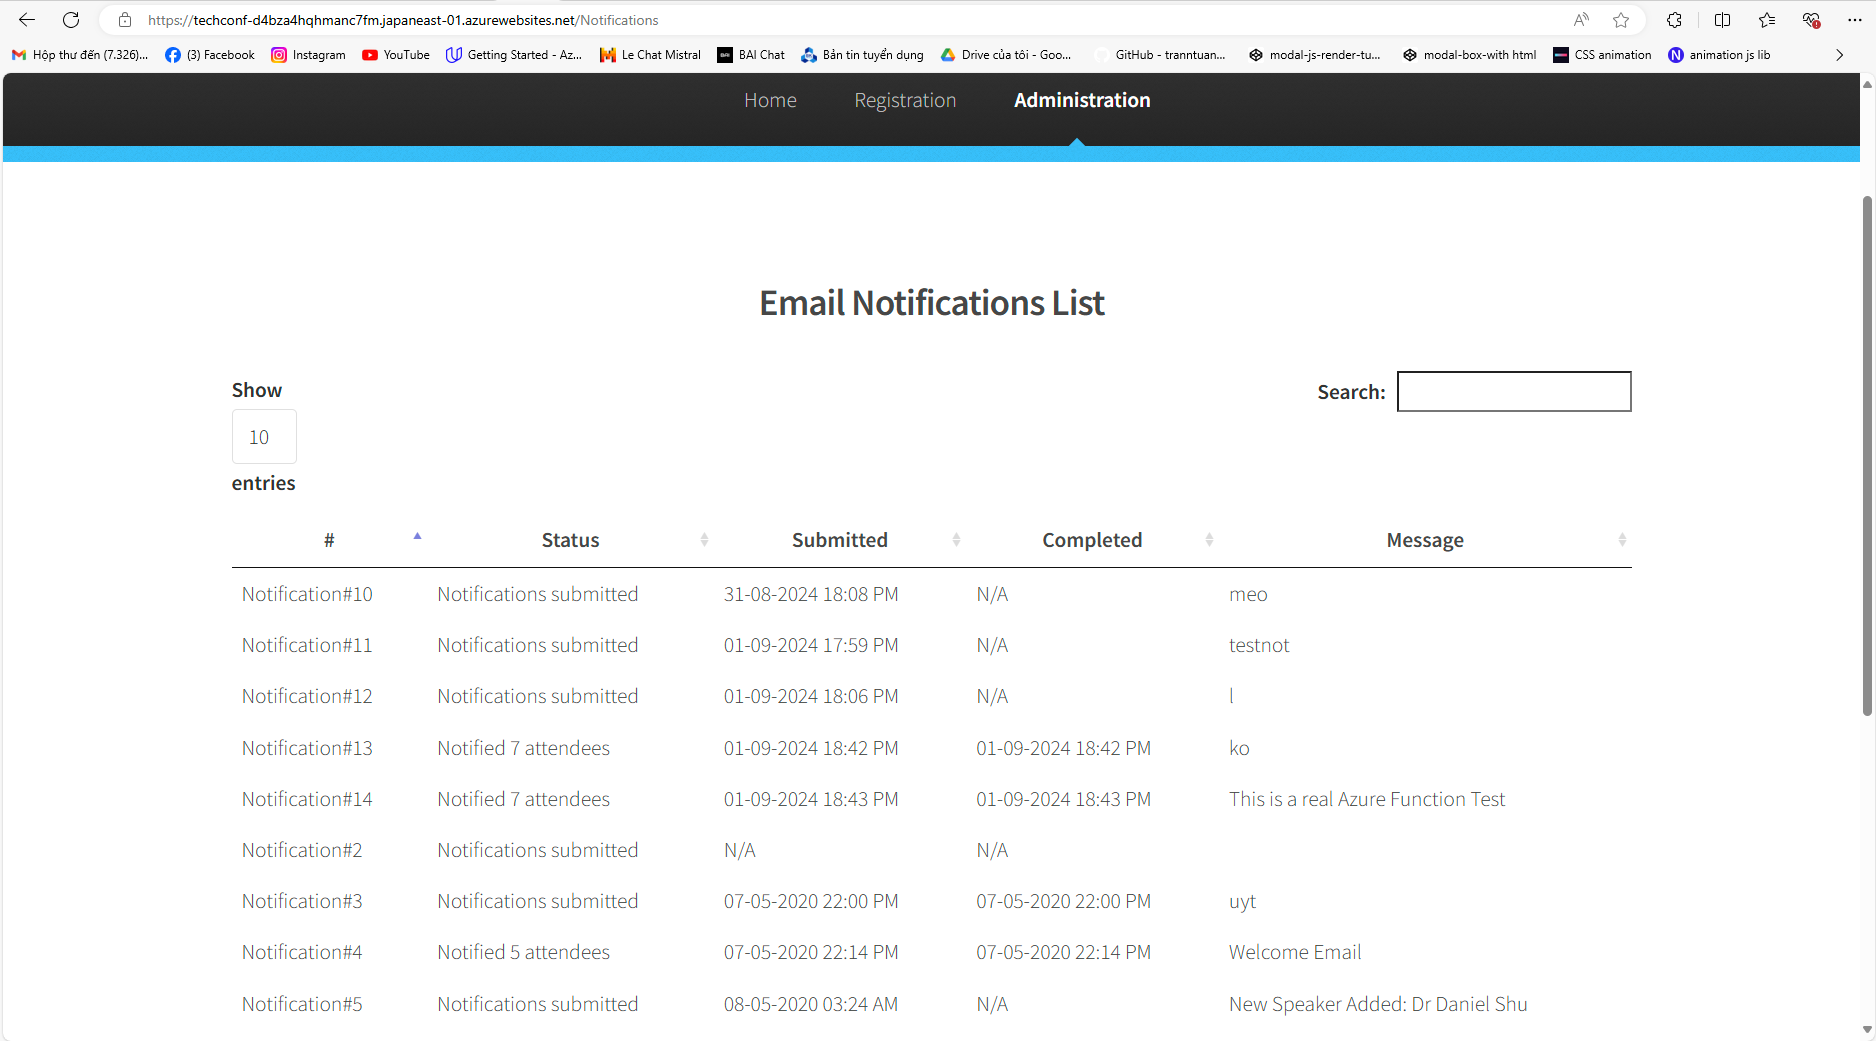 https://techconf-d4bza4hqhmanc7fm.japaneast-01.azurewebsites.net/Notifications
Hộp thư đến (7.326)... (3) Facebook Instagram YouTube Getting Started - Az... Le Chat Mistral BAI Chat Bản tin tuyển dụng Drive của tôi - Goo... GitHub - tranntuan... modal-js-render-tu... modal-box-with html CSS animation animation js lib
Home Registration Administration
Email Notifications List
Show
10
entries
Search:
# Status Submitted Completed Message
Notification#10 Notifications submitted 31-08-2024 18:08 PM N/A meo
Notification#11 Notifications submitted 01-09-2024 17:59 PM N/A testnot
Notification#12 Notifications submitted 01-09-2024 18:06 PM N/A l
Notification#13 Notified 7 attendees 01-09-2024 18:42 PM 01-09-2024 18:42 PM ko
Notification#14 Notified 7 attendees 01-09-2024 18:43 PM 01-09-2024 18:43 PM This is a real Azure Function Test
Notification#2 Notifications submitted N/A N/A
Notification#3 Notifications submitted 07-05-2020 22:00 PM 07-05-2020 22:00 PM uyt
Notification#4 Notified 5 attendees 07-05-2020 22:14 PM 07-05-2020 22:14 PM Welcome Email
Notification#5 Notifications submitted 08-05-2020 03:24 AM N/A New Speaker Added: Dr Daniel Shu